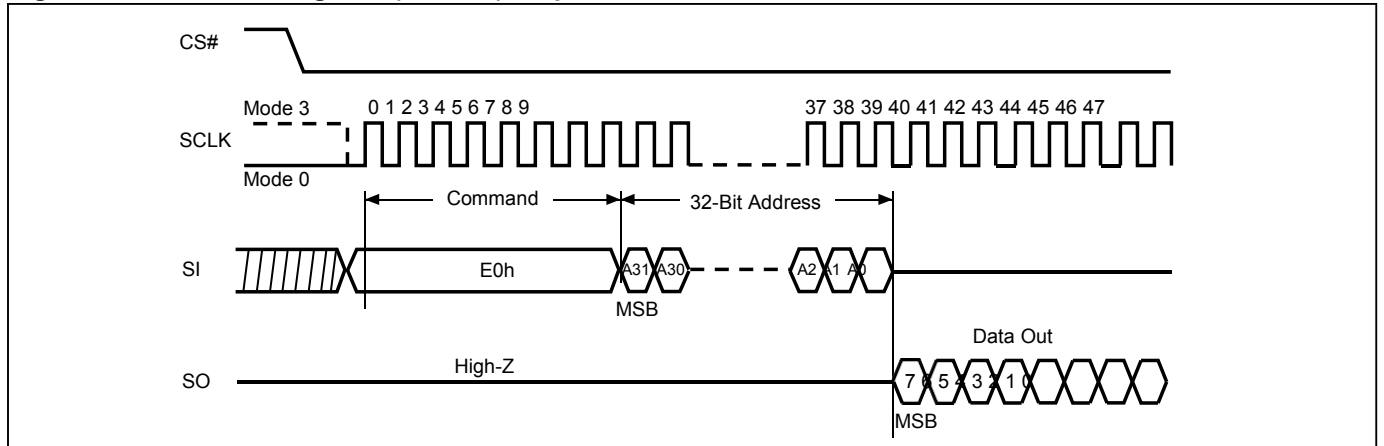 CS#
Mode 3
0 1 2 3 4 5 6 7 8 9
37 38 39 40 41 42 43 44 45 46 47
SCLK
Mode 0
Command
32-Bit Address
SI
E0h
A31 A30
A2 A1 A0
MSB
Data Out
High-Z
SO
7 6 5 4 3 2 1 0
MSB